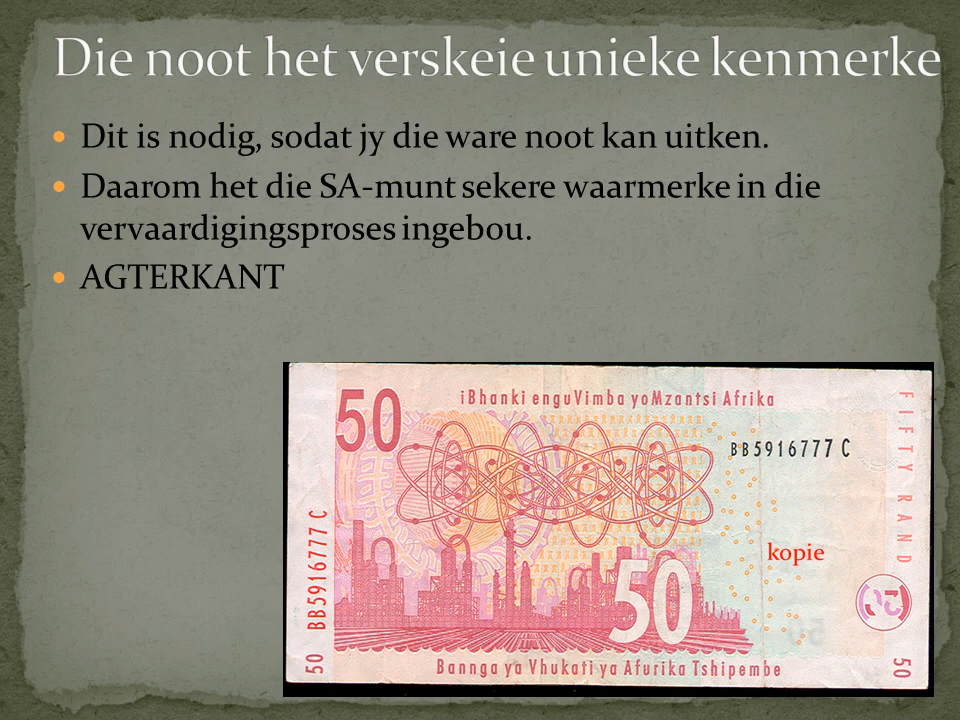 Die noot het verskeie unieke kenmerke
Dit is nodig, sodat jy die ware noot kan uitken.
Daarom het die SA-munt sekere waarmerke in die
vervaardigingsproses ingebou.
AGTERKANT
50
iBhanki enguVimba yoMzantsi Afrika
BB5916777 C
FIFTY RAND
50 BB5916777 C
kopie
50
Bannga ya Vhukati ya Afurika Tshipembe
50